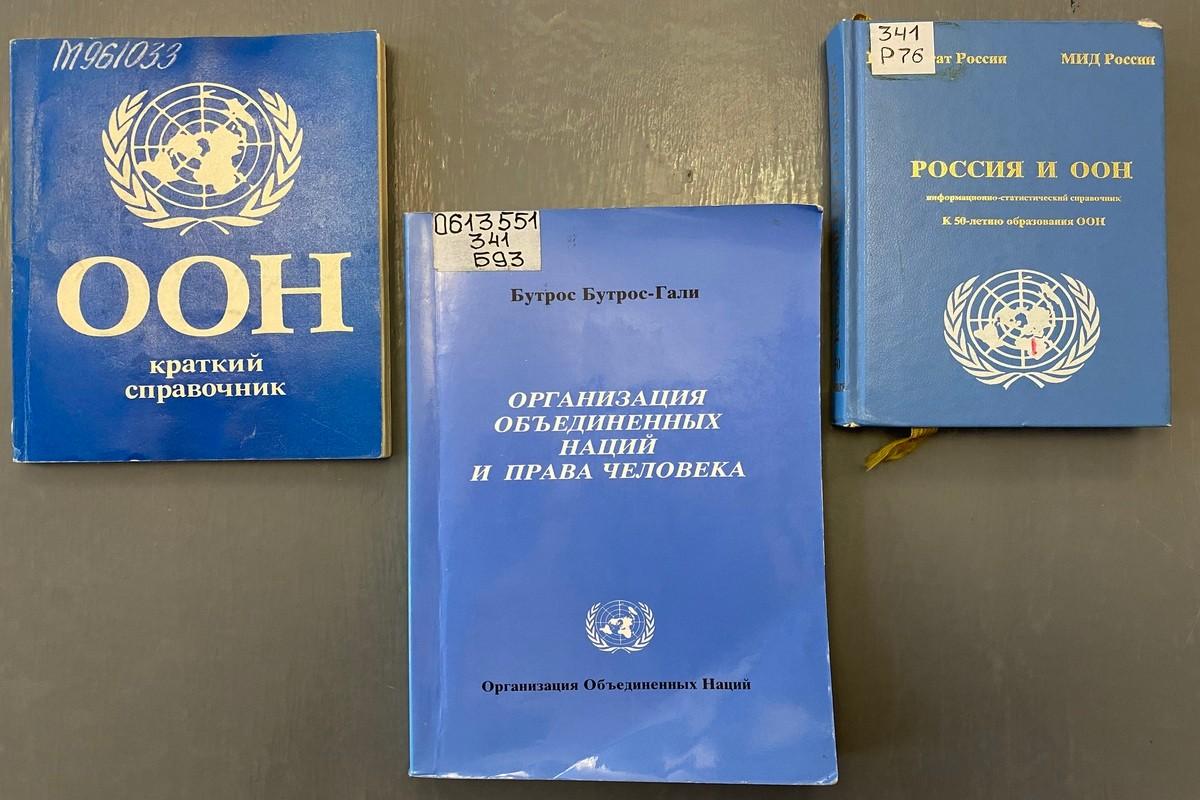 М961033
ООН
краткий
справочник
0613551
341
Б93
Бутрос Бутрос-Гали
ОРГАНИЗАЦИЯ
ОБЪЕДИНЕННЫХ
НАЦИЙ
И ПРАВА ЧЕЛОВЕКА
Организация Объединенных Наций
341
Р76
России
МИД России
РОССИЯ И ООН
информационно-статистический справочник
К 50-летию образования ООН